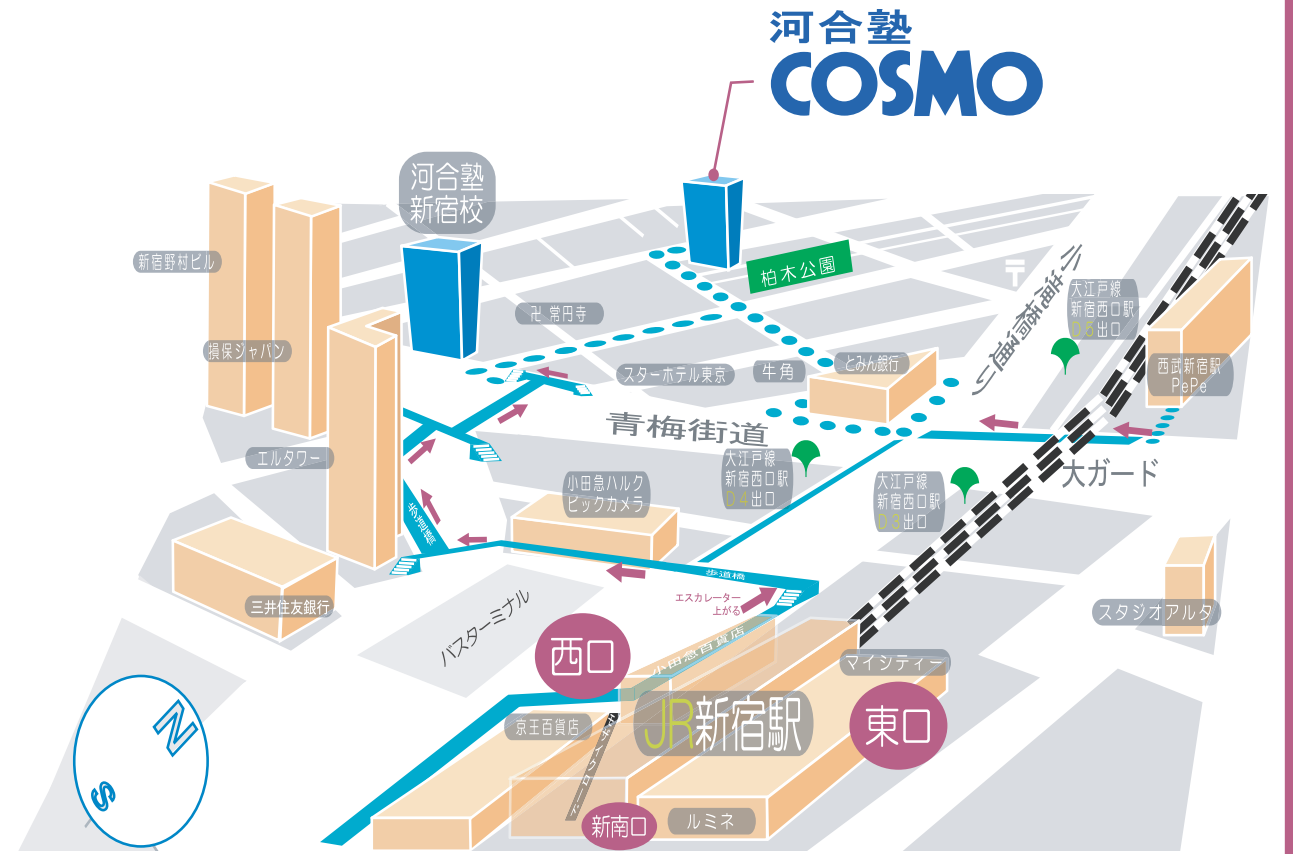 河合塾
COSMO
河合塾
新宿校
新宿野村ビル
柏木公園
小滝橋通り
〒
大江戸線
新宿西口駅
D5出口
卍 常円寺
損保ジャパン
スターホテル東京
牛角
とみん銀行
西武新宿駅
PePe
青梅街道
エルタワー
大江戸線
新宿西口駅
D4出口
小田急ハルク
ビックカメラ
大江戸線
新宿西口駅
D3出口
大ガード
歩道橋
歩道橋
エスカレーター
上がる
三井住友銀行
バスターミナル
スタジオアルタ
西口
小田急百貨店
マイシティー
N
S
京王百貨店
JR新宿駅
東口
モザイクロード
新南口
ルミネ